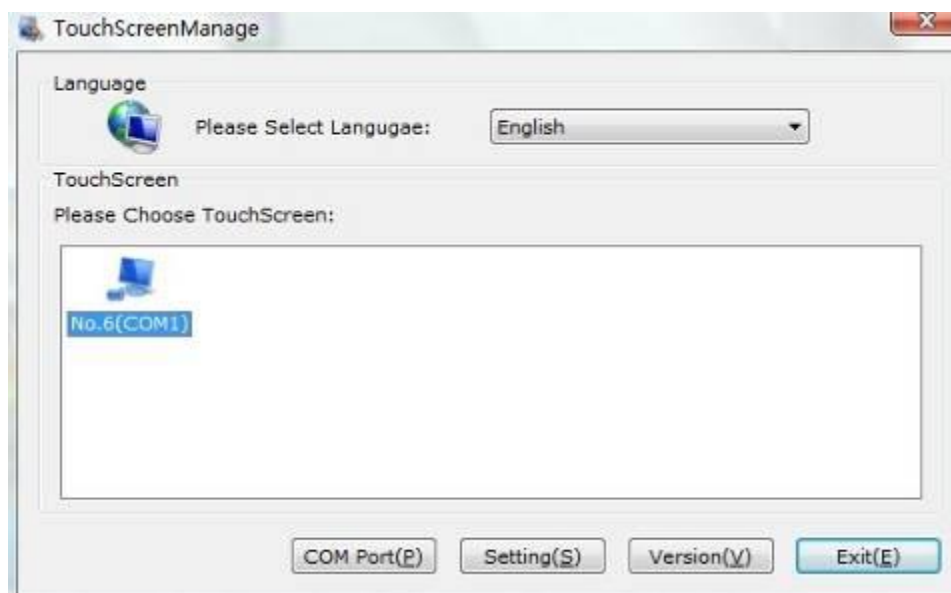 TouchScreenManage
Language
Please Select Langugae:
English
TouchScreen
Please Choose TouchScreen:
No.6(COM1)
COM Port(P) Setting(S) Version(V) Exit(E)